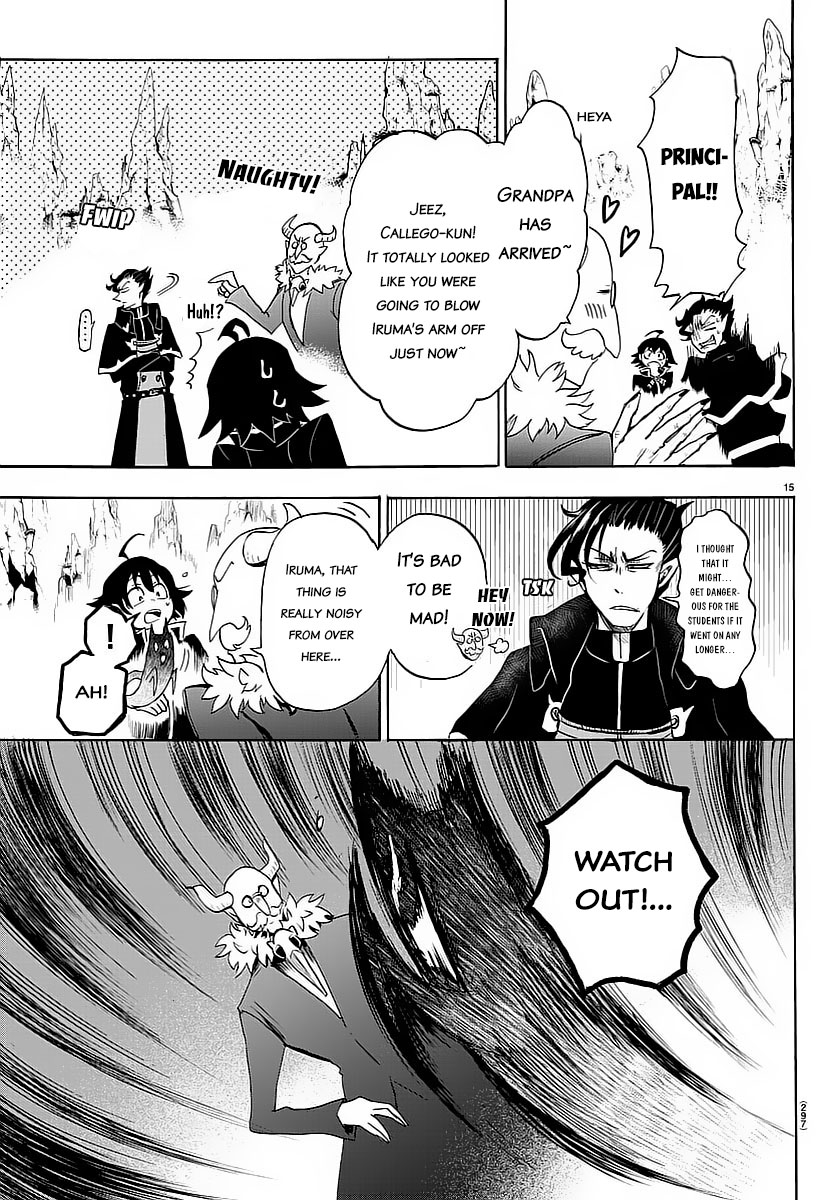 PRINCI-
PAL!!
HEYA
GRANDPA
HAS
ARRIVED~
JEEZ,
CALLEGO-KUN!
IT TOTALLY LOOKED
LIKE YOU WERE
GOING TO BLOW
IRUMA'S ARM OFF
JUST NOW~
NAUGHTY!
Huh!?
FWIP
...
15
I THOUGHT
THAT IT
MIGHT...
GET DANGER-
OUS FOR THE
STUDENTS IF IT
WENT ON ANY
LONGER...
TSK
HEY
NOW!
IT'S BAD
TO BE
MAD!
IRUMA, THAT
THING IS
REALLY NOISY
FROM OVER
HERE...
!
AH!
WATCH
OUT!...
(297)